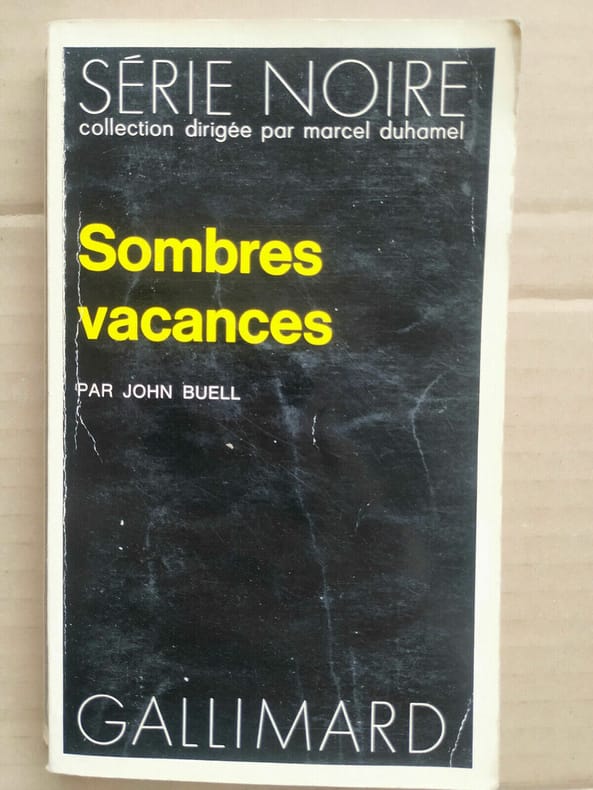 SÉRIE NOIRE
collection dirigée par marcel duhamel
Sombres
vacances
PAR JOHN BUELL
GALLIMARD